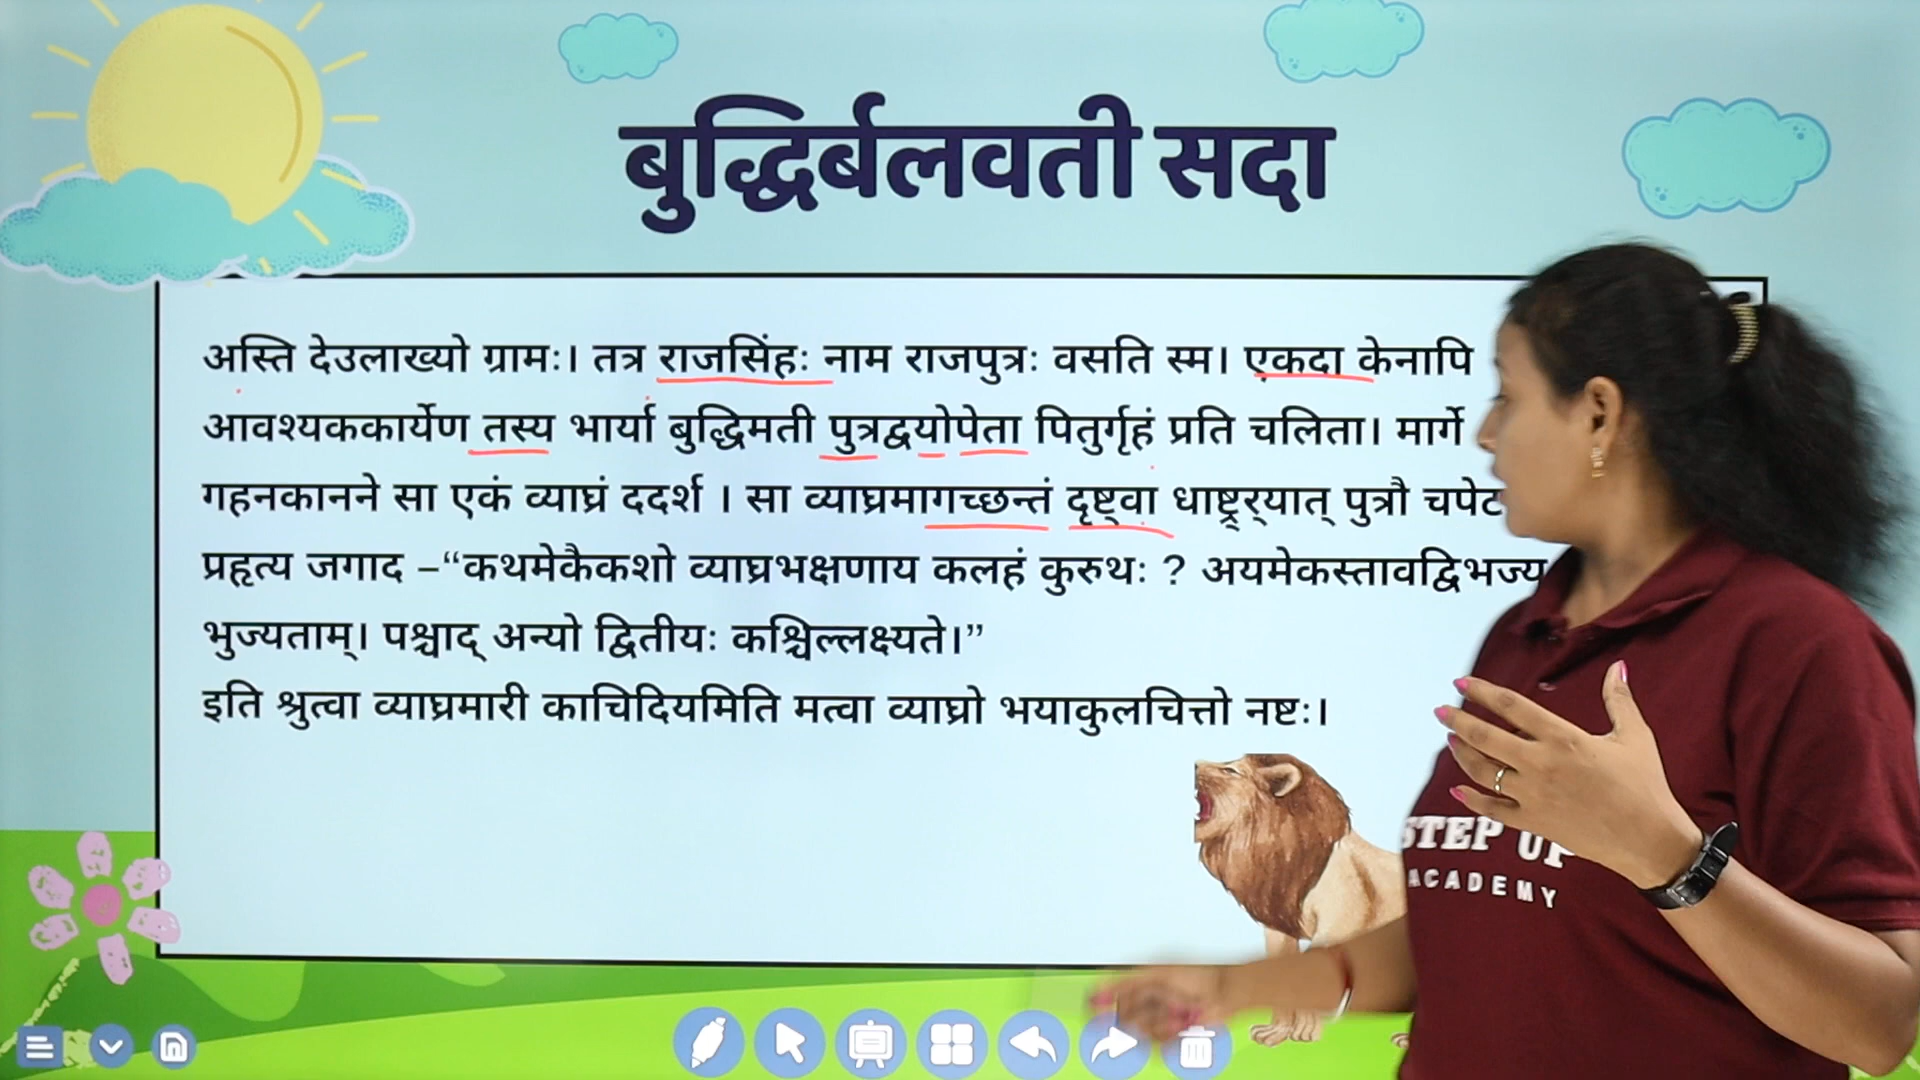 बुद्धिर्बलवती सदा
अस्ति देउलाख्यो ग्रामः। तत्र राजसिंहः नाम राजपुत्रः वसति स्म। एकदा केनापि
आवश्यककार्येण तस्य भार्या बुद्धिमती पुत्रद्वयोपेता पितुर्गृहं प्रति चलिता। मार्गे
गहनकानने सा एकं व्याघ्रं ददर्श । सा व्याघ्रमागच्छन्तं दृष्ट्वा धाष्ट्र्यात् पुत्रौ
प्रहृत्य जगाद –“कथमेकैकशो व्याघ्रभक्षणाय कलहं कुरुथः ? अयमेकस्तावद्विभज्य
भुज्यताम्। पश्चाद् अन्यो द्वितीयः कश्चिल्लक्ष्यते।”
इति श्रुत्वा व्याघ्रमारी काचिदियमिति मत्वा व्याघ्रो भयाकुलचित्तो नष्टः।
STEP UP
ACADEMY